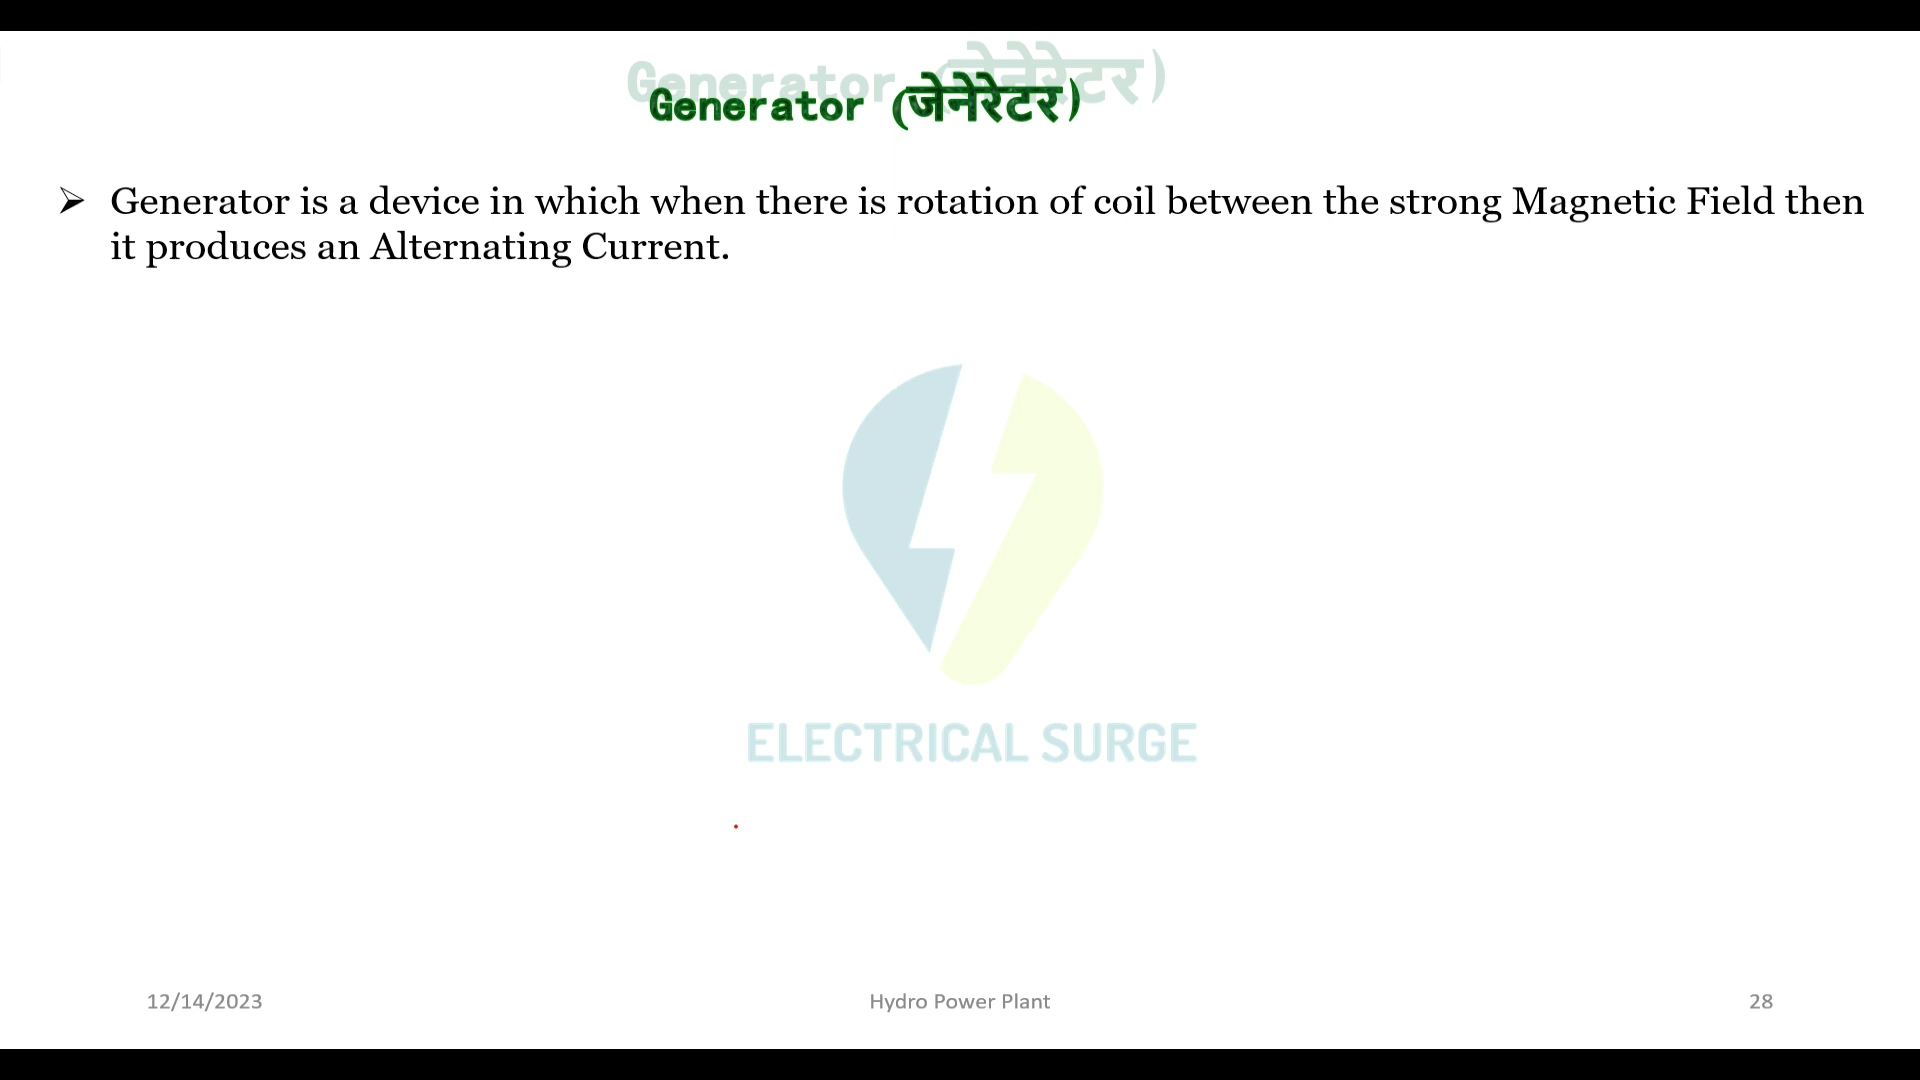 Generator (जेनेरेटर)
➢ Generator is a device in which when there is rotation of coil between the strong Magnetic Field then
it produces an Alternating Current.
ELECTRICAL SURGE
12/14/2023 Hydro Power Plant 28